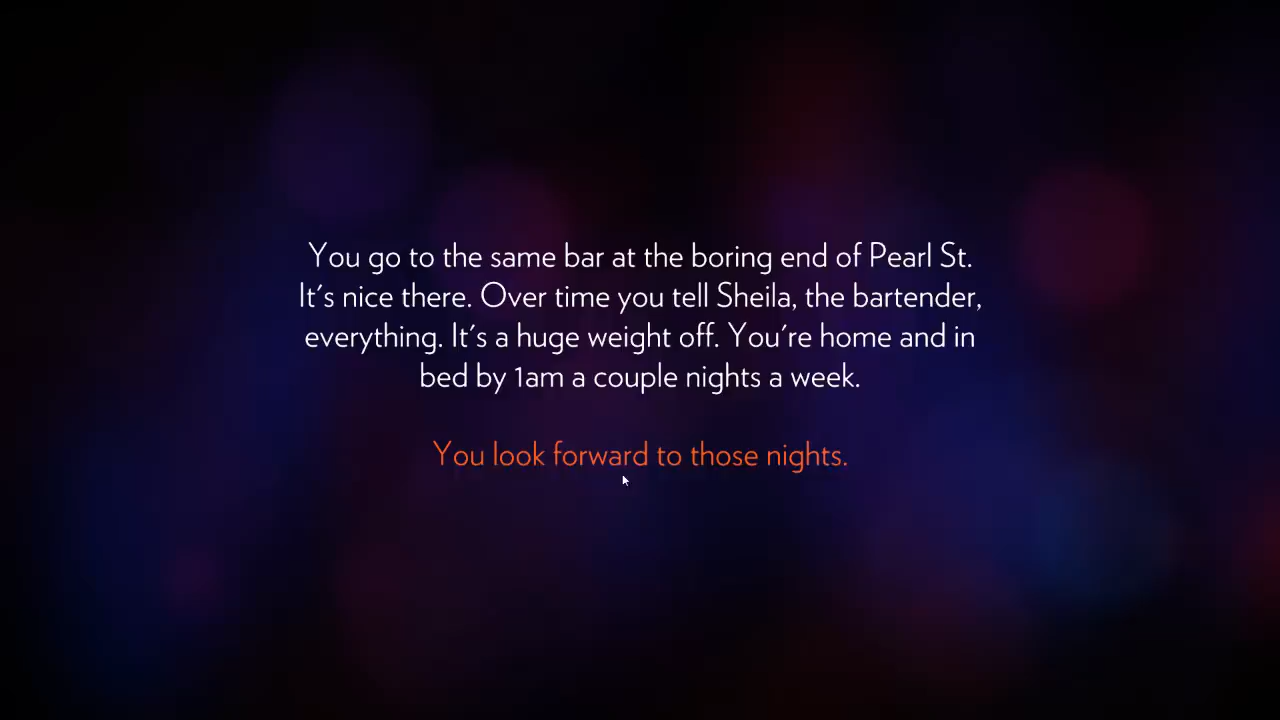 You go to the same bar at the boring end of Pearl St.
It's nice there. Over time you tell Sheila, the bartender,
everything. It's a huge weight off. You're home and in
bed by 1am a couple nights a week.
You look forward to those nights.